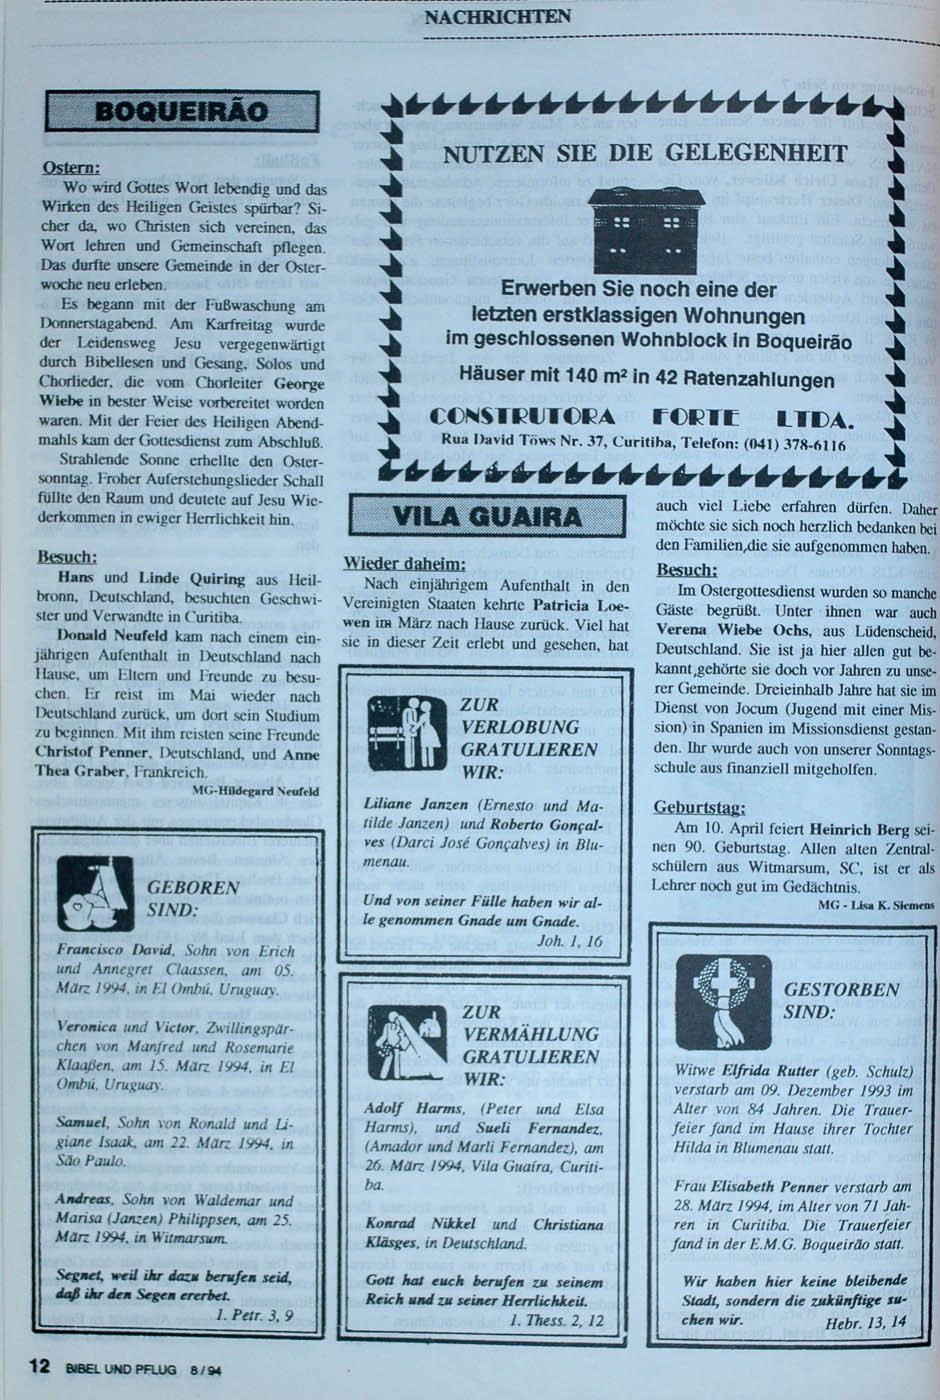 NACHRICHTEN
BOQUEIRÃO
Ostern:
Wo wird Gottes Wort lebendig und das
Wirken des Heiligen Geistes spürbar? Si-
cher da, wo Christen sich vereinen, das
Wort lehren und Gemeinschaft pflegen.
Das durfte unsere Gemeinde in der Oster-
woche neu erleben.
Es begann mit der Fußwaschung am
Donnerstagabend. Am Karfreitag wurde
der Leidensweg Jesu vergegenwärtigt
durch Bibellesen und Gesang, Solos und
Chorlieder, die vom Chorleiter George
Wiebe in bester Weise vorbereitet worden
waren. Mit der Feier des Heiligen Abend-
mahls kam der Gottesdienst zum Abschluß.
Strahlende Sonne erhellte den Oster-
sonntag. Froher Auferstehungslieder Schall
füllte den Raum und deutete auf Jesu Wie-
derkommen in ewiger Herrlichkeit hin.
Besuch:
Hans und Linde Quiring aus Heil-
bronn, Deutschland, besuchten Geschwi-
ster und Verwandte in Curitiba.
Donald Neufeld kam nach einem ein-
jährigen Aufenthalt in Deutschland nach
Hause, um Eltern und Freunde zu besu-
chen. Er reist im Mai wieder nach
Deutschland zurück, um dort sein Studium
zu beginnen. Mit ihm reisten seine Freunde
Christof Penner, Deutschland, und Anne
Thea Graber, Frankreich.
MG-Hildegard Neufeld
GEBOREN
SIND:
Francisco David, Sohn von Erich
und Annegret Claassen, am 05.
März 1994, in El Ombú, Uruguay.
Veronica und Victor, Zwillingspär-
chen von Manfred und Rosemarie
Klaaßen, am 15. März 1994, in El
Ombú, Uruguay.
Samuel, Sohn von Ronald und Li-
giane Isaak, am 22. März 1994, in
São Paulo.
Andreas, Sohn von Waldemar und
Marisa (Janzen) Philippsen, am 25.
März 1994, in Witmarsum.
Segnet, weil ihr dazu berufen seid,
daß ihr den Segen ererbet.
1. Petr. 3, 9
NUTZEN SIE DIE GELEGENHEIT
Erwerben Sie noch eine der
letzten erstklassigen Wohnungen
im geschlossenen Wohnblock in Boqueirão
Häuser mit 140 m² in 42 Ratenzahlungen
CONSTRUTORA FORTE LTDA.
Rua David Töws Nr. 37, Curitiba, Telefon: (041) 378-6116
VILA GUAIRA
Wieder daheim:
Nach einjährigem Aufenthalt in den
Vereinigten Staaten kehrte Patricia Loe-
wen im März nach Hause zurück. Viel hat
sie in dieser Zeit erlebt und gesehen, hat
auch viel Liebe erfahren dürfen. Daher
möchte sie sich noch herzlich bedanken bei
den Familien,die sie aufgenommen haben.
Besuch:
Im Ostergottesdienst wurden so manche
Gäste begrüßt. Unter ihnen war auch
Verena Wiebe Ochs, aus Lüdenscheid,
Deutschland. Sie ist ja hier allen gut be-
kannt,gehörte sie doch vor Jahren zu unse-
rer Gemeinde. Dreieinhalb Jahre hat sie im
Dienst von Jocum (Jugend mit einer Mis-
sion) in Spanien im Missionsdienst gestan-
den. Ihr wurde auch von unserer Sonntags-
schule aus finanziell mitgeholfen.
Geburtstag:
Am 10. April feiert Heinrich Berg sei-
nen 90. Geburtstag. Allen alten Zentral-
schülern aus Witmarsum, SC, ist er als
Lehrer noch gut im Gedächtnis.
MG - Lisa K. Siemens
ZUR
VERLOBUNG
GRATULIEREN
WIR:
Liliane Janzen (Ernesto und Ma-
tilde Janzen) und Roberto Gonçal-
ves (Darci José Gonçalves) in Blu-
menau.
Und von seiner Fülle haben wir al-
le genommen Gnade um Gnade.
Joh. 1, 16
ZUR
VERMÄHLUNG
GRATULIEREN
WIR:
Adolf Harms, (Peter und Elsa
Harms), und Sueli Fernandez,
(Amador und Marli Fernandez), am
26. März 1994, Vila Guaíra, Curiti-
ba.
Konrad Nikkel und Christiana
Kläsges, in Deutschland.
Gott hat euch berufen zu seinem
Reich und zu seiner Herrlichkeit.
1. Thess. 2, 12
GESTORBEN
SIND:
Witwe Elfrida Rutter (geb. Schulz)
verstarb am 09. Dezember 1993 im
Alter von 84 Jahren. Die Trauer-
feier fand im Hause ihrer Tochter
Hilda in Blumenau statt.
Frau Elisabeth Penner verstarb am
28. März 1994, im Alter von 71 Jah-
ren in Curitiba. Die Trauerfeier
fand in der E.M.G. Boqueirão statt.
Wir haben hier keine bleibende
Stadt, sondern die zukünftige su-
chen wir.
Hebr. 13, 14
12 BIBEL UND PFLUG 8/94